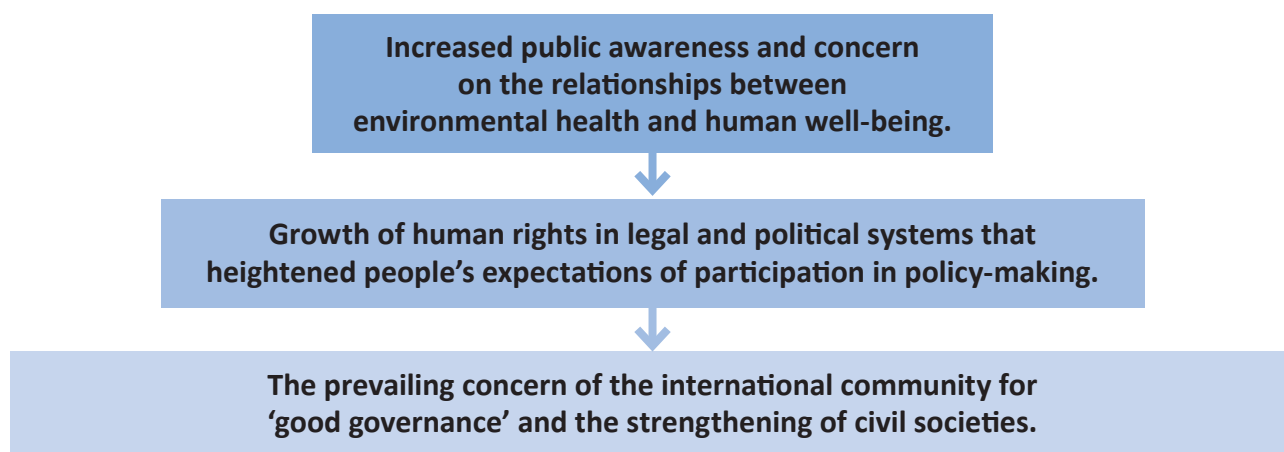 Increased public awareness and concern
on the relationships between
environmental health and human well-being.
Growth of human rights in legal and political systems that
heightened people’s expectations of participation in policy-making.
The prevailing concern of the international community for
‘good governance’ and the strengthening of civil societies.